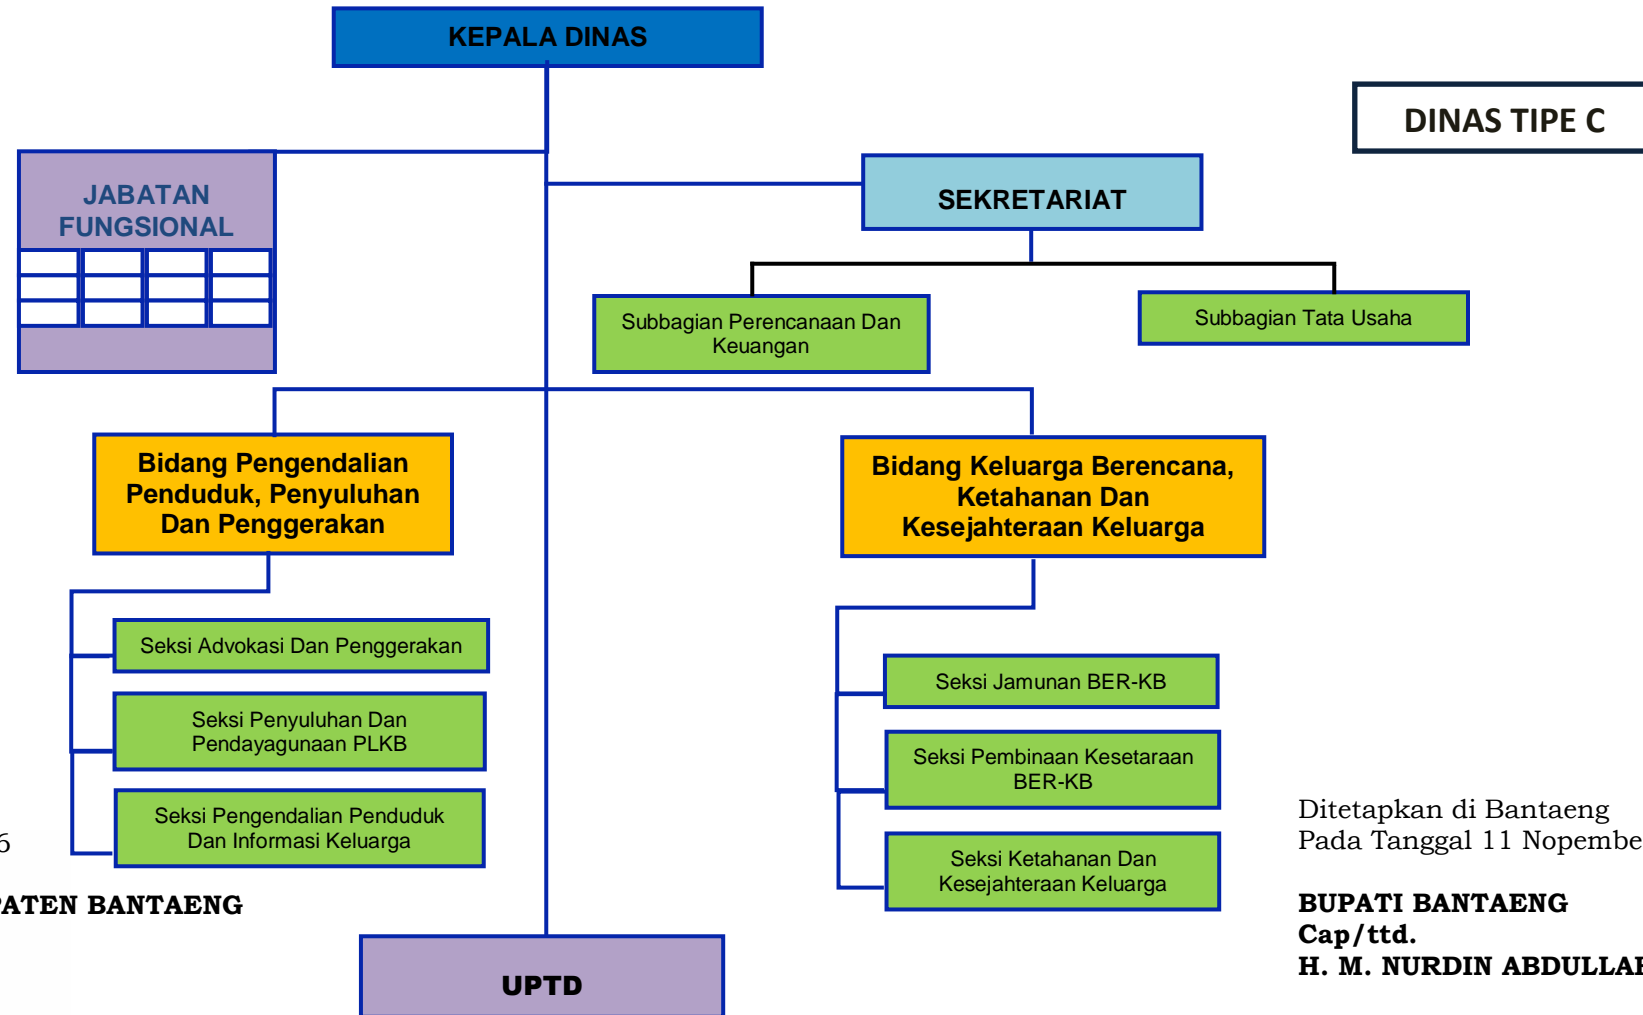 KEPALA DINAS
DINAS TIPE C
JABATAN
FUNGSIONAL
SEKRETARIAT
Subbagian Perencanaan Dan
Keuangan
Subbagian Tata Usaha
Bidang Pengendalian
Penduduk, Penyuluhan
Dan Penggerakan
Bidang Keluarga Berencana,
Ketahanan Dan
Kesejahteraan Keluarga
Seksi Advokasi Dan Penggerakan
Seksi Penyuluhan Dan
Pendayagunaan PLKB
Seksi Pengendalian Penduduk
Dan Informasi Keluarga
Seksi Jamunan BER-KB
Seksi Pembinaan Kesetaraan
BER-KB
Seksi Ketahanan Dan
Kesejahteraan Keluarga
6
PATEN BANTAENG
UPTD
Ditetapkan di Bantaeng
Pada Tanggal 11 Nopembe
BUPATI BANTAENG
Cap/ttd.
H. M. NURDIN ABDULLAH